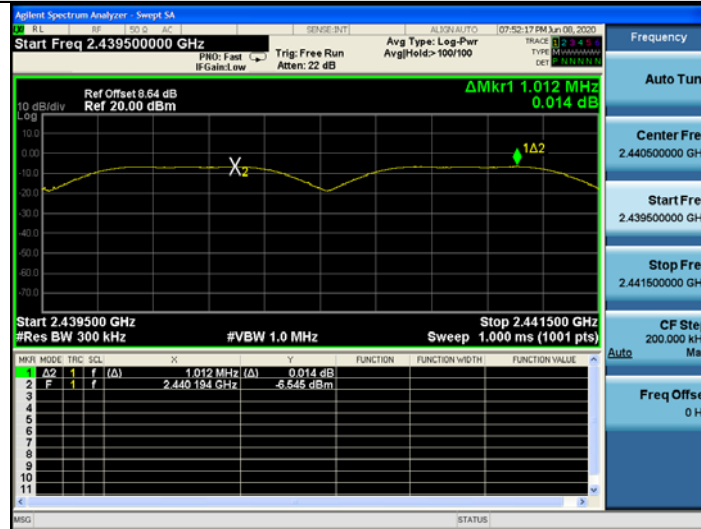 Agilent Spectrum Analyzer - Swept SA
RL RF 50 Ω AC SENSE:INT ALIGN AUTO 07:52:17 PM Jun 08, 2020
Start Freq 2.439500000 GHz
PNO: Fast
IFGain:Low
Trig: Free Run
Atten: 22 dB
Avg Type: Log-Pwr
Avg|Hold:>100/100
TRACE 1 2 3 4 5 6
TYPE M
DET P N N N N N
ΔMkr1 1.012 MHz
0.014 dB
Ref Offset 8.64 dB
10 dB/div Ref 20.00 dBm
Log
10.0
0.00
-10.0
-20.0
-30.0
-40.0
-50.0
-60.0
-70.0
1Δ2
X2
Start 2.439500 GHz Stop 2.441500 GHz
#Res BW 300 kHz #VBW 1.0 MHz Sweep 1.000 ms (1001 pts)
MKR MODE TRC SCL X Y FUNCTION FUNCTION WIDTH FUNCTION VALUE
1 Δ2 1 f (Δ) 1.012 MHz (Δ) 0.014 dB
2 F 1 f 2.440 194 GHz -6.545 dBm
3
4
5
6
7
8
9
10
11
MSG STATUS
Frequency
Auto Tun
Center Fre
2.440500000 GH
Start Fre
2.439500000 GH
Stop Fre
2.441500000 GH
CF Ste
200.000 kH
Auto Ma
Freq Offse
0 H